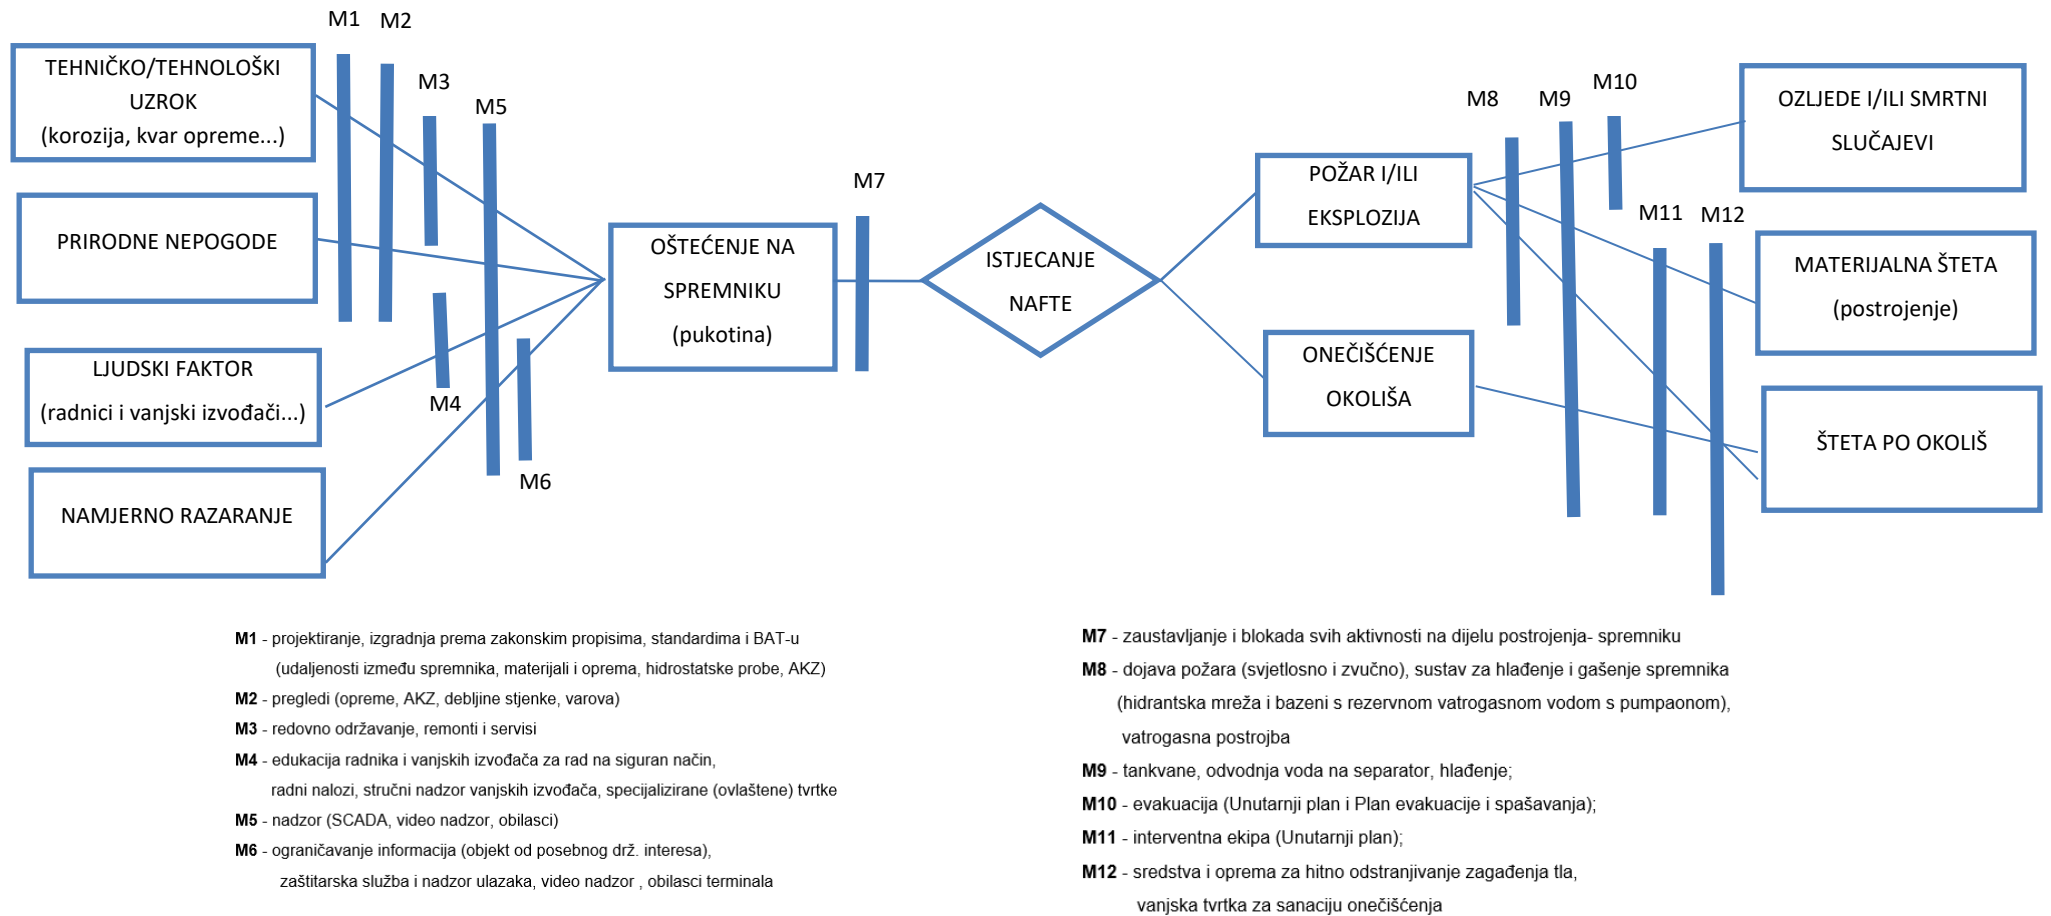 M1
M2
M3
M5
TEHNIČKO/TEHNOLOŠKI
UZROK
(korozija, kvar opreme...)
PRIRODNE NEPOGODE
LJUDSKI FAKTOR
(radnici i vanjski izvođači...)
M4
NAMJERNO RAZARANJE
M6
OŠTEĆENJE NA
SPREMNIKU
(pukotina)
M7
ISTJECANJE
NAFTE
POŽAR I/ILI
EKSPLOZIJA
ONEČIŠĆENJE
OKOLIŠA
M8
M9
M10
M11
M12
OZLJEDE I/ILI SMRTNI
SLUČAJEVI
MATERIJALNA ŠTETA
(postrojenje)
ŠTETA PO OKOLIŠ
M1 - projektiranje, izgradnja prema zakonskim propisima, standardima i BAT-u
(udaljenosti između spremnika, materijali i oprema, hidrostatske probe, AKZ)
M2 - pregledi (opreme, AKZ, debljine stjenke, varova)
M3 - redovno održavanje, remonti i servisi
M4 - edukacija radnika i vanjskih izvođača za rad na siguran način,
radni nalozi, stručni nadzor vanjskih izvođača, specijalizirane (ovlaštene) tvrtke
M5 - nadzor (SCADA, video nadzor, obilasci)
M6 - ograničavanje informacija (objekt od posebnog drž. interesa),
zaštitarska služba i nadzor ulazaka, video nadzor , obilasci terminala
M7 - zaustavljanje i blokada svih aktivnosti na dijelu postrojenja- spremniku
M8 - dojava požara (svjetlosno i zvučno), sustav za hlađenje i gašenje spremnika
(hidrantska mreža i bazeni s rezervnom vatrogasnom vodom s pumpaonom),
vatrogasna postrojba
M9 - tankvane, odvodnja voda na separator, hlađenje;
M10 - evakuacija (Unutarnji plan i Plan evakuacije i spašavanja);
M11 - interventna ekipa (Unutarnji plan);
M12 - sredstva i oprema za hitno odstranjivanje zagađenja tla,
vanjska tvrtka za sanaciju onečišćenja